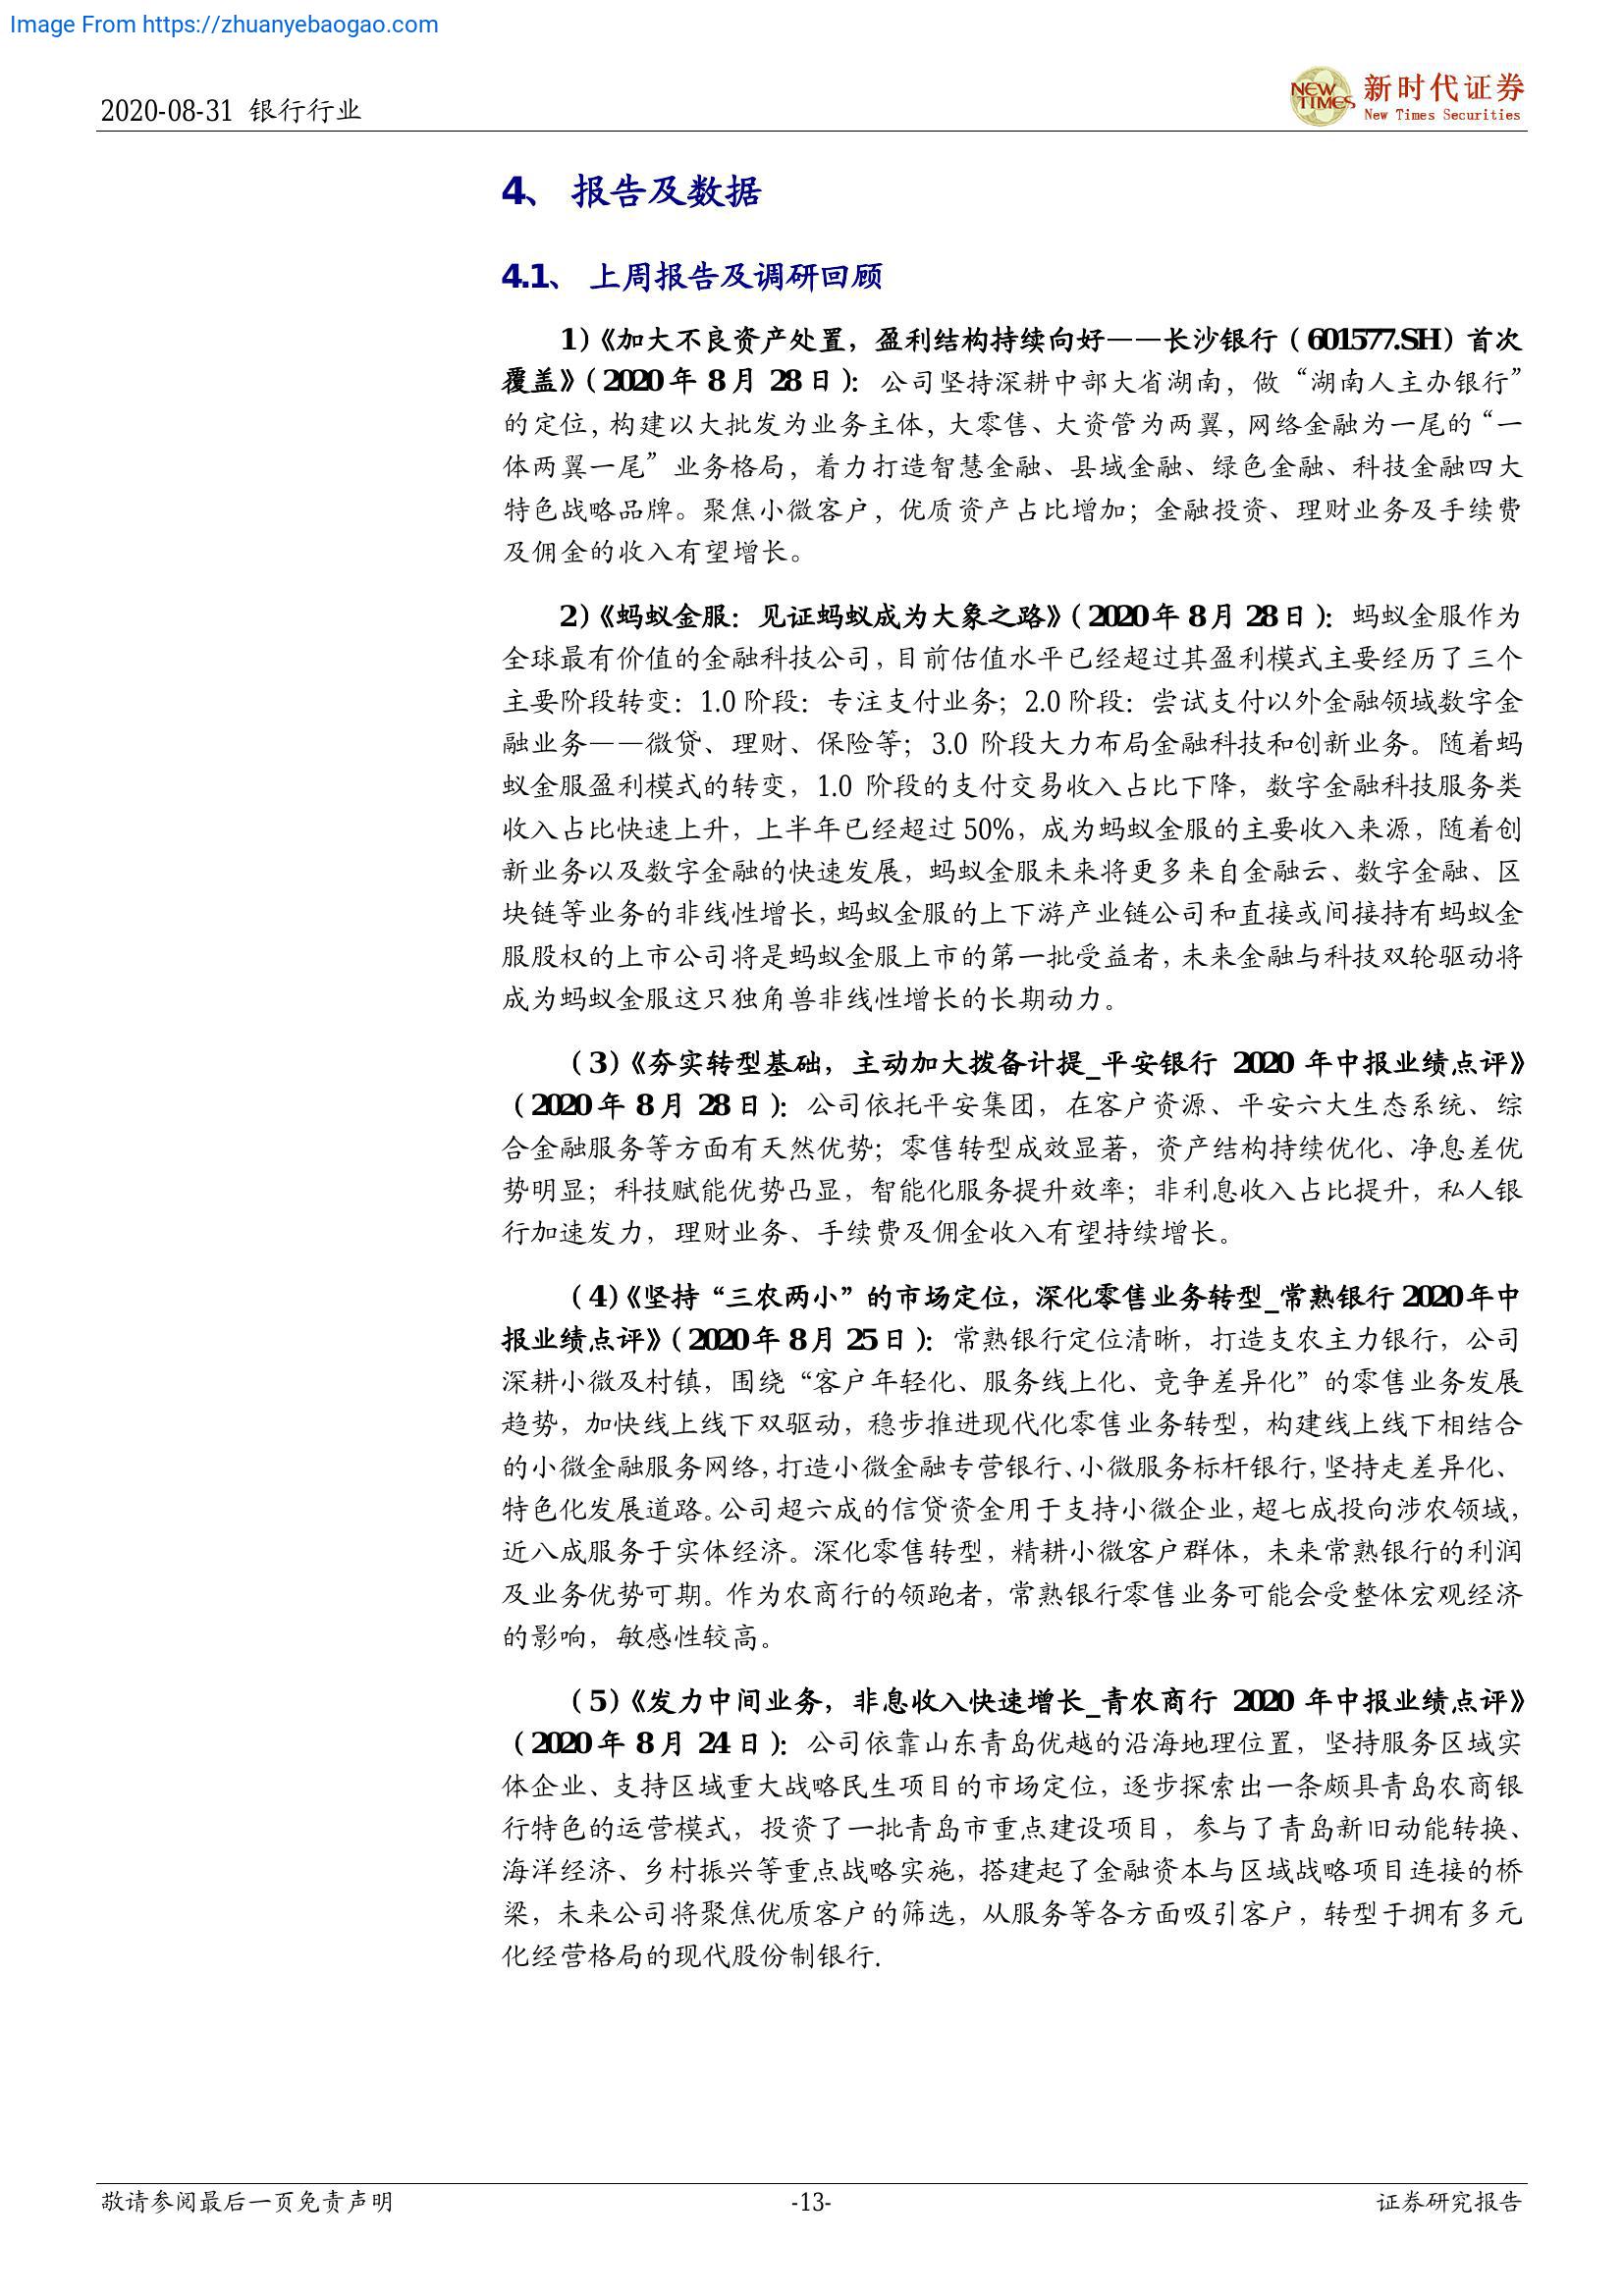 Image From https://zhuanyebaogao.com
2020-08-31 银行行业
NEW TIMES
新时代证券
New Times Securities
4、 报告及数据
4.1、 上周报告及调研回顾
1）《加大不良资产处置，盈利结构持续向好——长沙银行（601577.SH）首次
覆盖》（2020 年 8 月 28 日）：公司坚持深耕中部大省湖南，做“湖南人主办银行”
的定位，构建以大批发为业务主体，大零售、大资管为两翼，网络金融为一尾的“一
体两翼一尾”业务格局，着力打造智慧金融、县域金融、绿色金融、科技金融四大
特色战略品牌。聚焦小微客户，优质资产占比增加；金融投资、理财业务及手续费
及佣金的收入有望增长。
2）《蚂蚁金服：见证蚂蚁成为大象之路》（2020 年 8 月 28 日）：蚂蚁金服作为
全球最有价值的金融科技公司，目前估值水平已经超过其盈利模式主要经历了三个
主要阶段转变：1.0 阶段：专注支付业务；2.0 阶段：尝试支付以外金融领域数字金
融业务——微贷、理财、保险等；3.0 阶段大力布局金融科技和创新业务。随着蚂
蚁金服盈利模式的转变，1.0 阶段的支付交易收入占比下降，数字金融科技服务类
收入占比快速上升，上半年已经超过 50%，成为蚂蚁金服的主要收入来源，随着创
新业务以及数字金融的快速发展，蚂蚁金服未来将更多来自金融云、数字金融、区
块链等业务的非线性增长，蚂蚁金服的上下游产业链公司和直接或间接持有蚂蚁金
服股权的上市公司将是蚂蚁金服上市的第一批受益者，未来金融与科技双轮驱动将
成为蚂蚁金服这只独角兽非线性增长的长期动力。
（3）《夯实转型基础，主动加大拨备计提_平安银行 2020 年中报业绩点评》
（2020 年 8 月 28 日）：公司依托平安集团，在客户资源、平安六大生态系统、综
合金融服务等方面有天然优势；零售转型成效显著，资产结构持续优化、净息差优
势明显；科技赋能优势凸显，智能化服务提升效率；非利息收入占比提升，私人银
行加速发力，理财业务、手续费及佣金收入有望持续增长。
（4）《坚持“三农两小”的市场定位，深化零售业务转型_常熟银行 2020 年中
报业绩点评》（2020 年 8 月 25 日）：常熟银行定位清晰，打造支农主力银行，公司
深耕小微及村镇，围绕“客户年轻化、服务线上化、竞争差异化”的零售业务发展
趋势，加快线上线下双驱动，稳步推进现代化零售业务转型，构建线上线下相结合
的小微金融服务网络，打造小微金融专营银行、小微服务标杆银行，坚持走差异化、
特色化发展道路。公司超六成的信贷资金用于支持小微企业，超七成投向涉农领域，
近八成服务于实体经济。深化零售转型，精耕小微客户群体，未来常熟银行的利润
及业务优势可期。作为农商行的领跑者，常熟银行零售业务可能会受整体宏观经济
的影响，敏感性较高。
（5）《发力中间业务，非息收入快速增长_青农商行 2020 年中报业绩点评》
（2020 年 8 月 24 日）：公司依靠山东青岛优越的沿海地理位置，坚持服务区域实
体企业、支持区域重大战略民生项目的市场定位，逐步探索出一条颇具青岛农商银
行特色的运营模式，投资了一批青岛市重点建设项目，参与了青岛新旧动能转换、
海洋经济、乡村振兴等重点战略实施，搭建起了金融资本与区域战略项目连接的桥
梁，未来公司将聚焦优质客户的筛选，从服务等各方面吸引客户，转型于拥有多元
化经营格局的现代股份制银行.
敬请参阅最后一页免责声明
-13-
证券研究报告